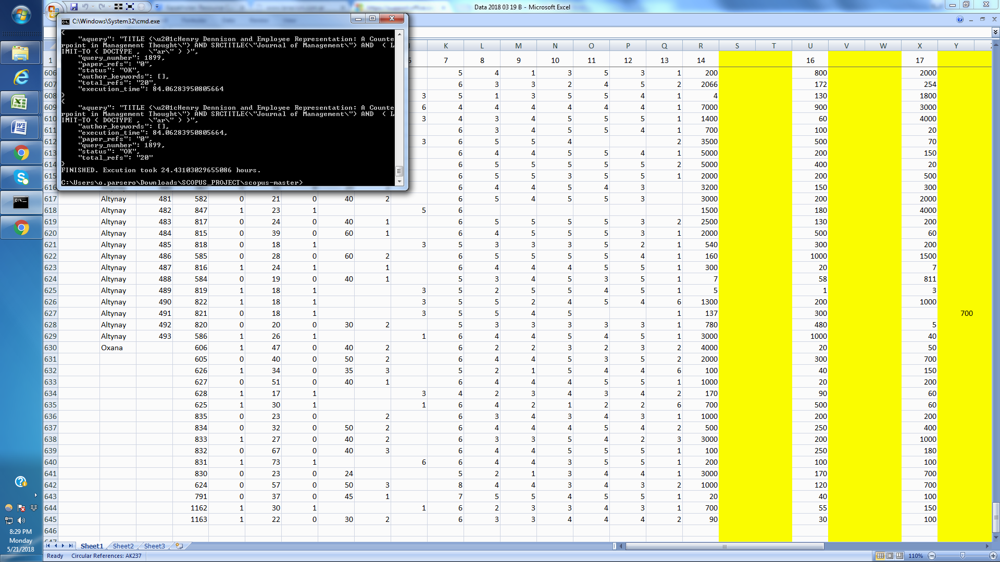 Data 2018 03 19 B - Microsoft Excel
C:\Windows\System32\cmd.exe
{
"aquery": "TITLE (\u201cHenry Dennison and Employee Representation: A Counte
rpoint in Management Thought\") AND SRCTITLE(\"Journal of Management\") AND  ( L
IMIT-TO ( DOCTYPE ,  \"ar\" ) )",
"query_number": 1899,
"paper_refs": "0",
"status": "OK",
"author_keywords": [],
"total_refs": "20",
"execution_time": 84.06283950805664
}
{
"aquery": "TITLE (\u201cHenry Dennison and Employee Representation: A Counte
rpoint in Management Thought\") AND SRCTITLE(\"Journal of Management\") AND  ( L
IMIT-TO ( DOCTYPE ,  \"ar\" ) )",
"author_keywords": [],
"execution_time": 84.06283950805664,
"paper_refs": "0",
"query_number": 1899,
"status": "OK",
"total_refs": "20"
}
FINISHED. Excution took 24.43103029655086 hours.
C:\Users\o.parsero\Downloads\SCOPUS_PROJECT\scopus-master>
K L M N O P Q R S T U V W X Y
1 7 8 9 10 11 12 13 14 16 17
606 5 4 1 3 5 3 1 200 800 2000
607 6 3 3 2 4 5 2 2066 172 254
608 3 5 1 3 5 5 4 1 4 130 1800
609 6 4 4 4 4 4 4 1 7000 900 3000
610 3 4 3 4 5 5 5 1 1400 60 4000
611 6 3 4 5 5 4 1 700 100 20
612 3 6 5 5 4 2 3500 500 70
613 6 4 4 5 5 4 1 5000 200 150
614 6 5 5 5 5 5 2 5000 400 20
615 6 5 5 3 5 5 1 2000 200 500
616 6 4 4 5 4 3 3200 150 300
617 Altynay 481 582 0 21 0 40 2 6 5 4 5 5 3 3000 200 2000
618 Altynay 482 847 1 23 1 5 6 1500 180 4000
619 Altynay 483 817 0 24 0 40 1 6 5 5 5 5 3 2 2500 130 200
620 Altynay 484 815 0 39 0 60 1 6 4 5 5 5 3 1 2000 500 60
621 Altynay 485 818 0 18 1 3 5 3 3 3 5 2 1 540 300 200
622 Altynay 486 585 0 28 0 60 2 6 5 5 5 5 4 1 160 1000 1500
623 Altynay 487 816 1 24 1 1 6 4 4 4 5 5 1 300 20 7
624 Altynay 488 584 0 19 0 40 1 5 3 4 5 3 5 1 7 58 811
625 Altynay 489 819 1 18 1 3 5 2 5 5 4 5 1 5 1 3
626 Altynay 490 822 1 18 1 3 5 5 2 4 5 4 6 1300 200 1000
627 Altynay 491 821 0 18 1 3 5 5 4 5 1 137 300 700
628 Altynay 492 820 0 20 0 30 2 5 3 3 3 3 3 1 780 480 5
629 Altynay 493 586 1 26 1 1 6 4 4 5 4 5 1 3000 1000 40
630 Oxana 606 1 47 0 40 2 6 2 2 3 2 3 2 4000 20 50
631 605 0 40 0 50 2 6 4 4 5 3 5 2 2000 300 700
632 626 1 34 0 35 3 5 2 1 5 4 4 6 100 40 150
633 627 0 51 0 40 1 6 4 4 4 5 5 1 1000 20 200
634 628 1 17 1 3 4 2 3 4 3 4 2 170 90 60
635 625 1 30 1 1 6 4 2 1 2 2 6 700 500 60
636 835 0 23 0 2 6 3 4 3 4 3 1 1000 200 200
637 834 0 32 0 50 2 6 4 4 4 5 4 2 500 250 400
638 833 1 27 0 40 2 6 3 3 5 4 2 3 3000 200 1000
639 832 0 67 0 40 3 6 4 4 5 5 5 1 100 250 180
640 831 1 73 1 6 6 4 4 3 5 5 1 200 100 100
641 830 0 23 0 24 5 2 1 3 4 4 1 3000 170 700
642 624 0 57 0 50 3 8 4 4 3 4 3 2 1000 120 700
643 791 0 37 0 45 1 7 5 5 4 5 5 1 20 40 100
644 1162 1 30 1 1 6 2 3 3 4 3 1 700 55 150
645 1163 1 22 0 30 2 6 3 3 4 4 4 2 90 30 100
646
Sheet1 Sheet2 Sheet3
Ready Circular References: AK237 110%
8:29 PM
Monday
5/21/2018